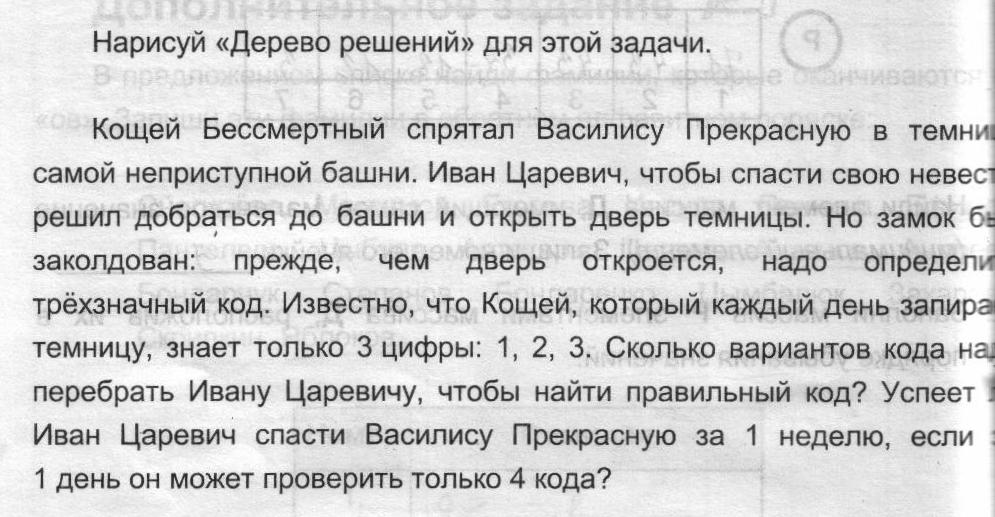 Нарисуй «Дерево решений» для этой задачи.
Кощей Бессмертный спрятал Василису Прекрасную в темни
самой неприступной башни. Иван Царевич, чтобы спасти свою невест
решил добраться до башни и открыть дверь темницы. Но замок бы
заколдован: прежде, чем дверь откроется, надо определи
трёхзначный код. Известно, что Кощей, который каждый день запира
темницу, знает только 3 цифры: 1, 2, 3. Сколько вариантов кода на
перебрать Ивану Царевичу, чтобы найти правильный код? Успеет
Иван Царевич спасти Василису Прекрасную за 1 неделю, если
1 день он может проверить только 4 кода?